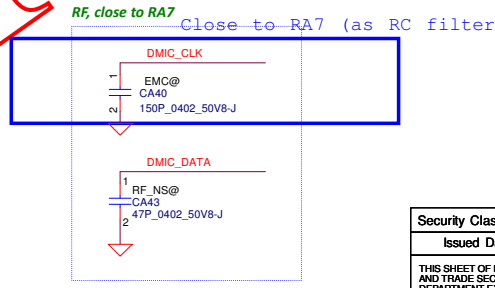 RF, close to RA7
Close to RA7 (as RC filter
DMIC_CLK
1
EMC@
CA40
2
150P_0402_50V8-J
DMIC_DATA
1
RF_NS@
CA43
47P_0402_50V8-J
2
Security Clas
Issued D
THIS SHEET OF
AND TRADE SEC